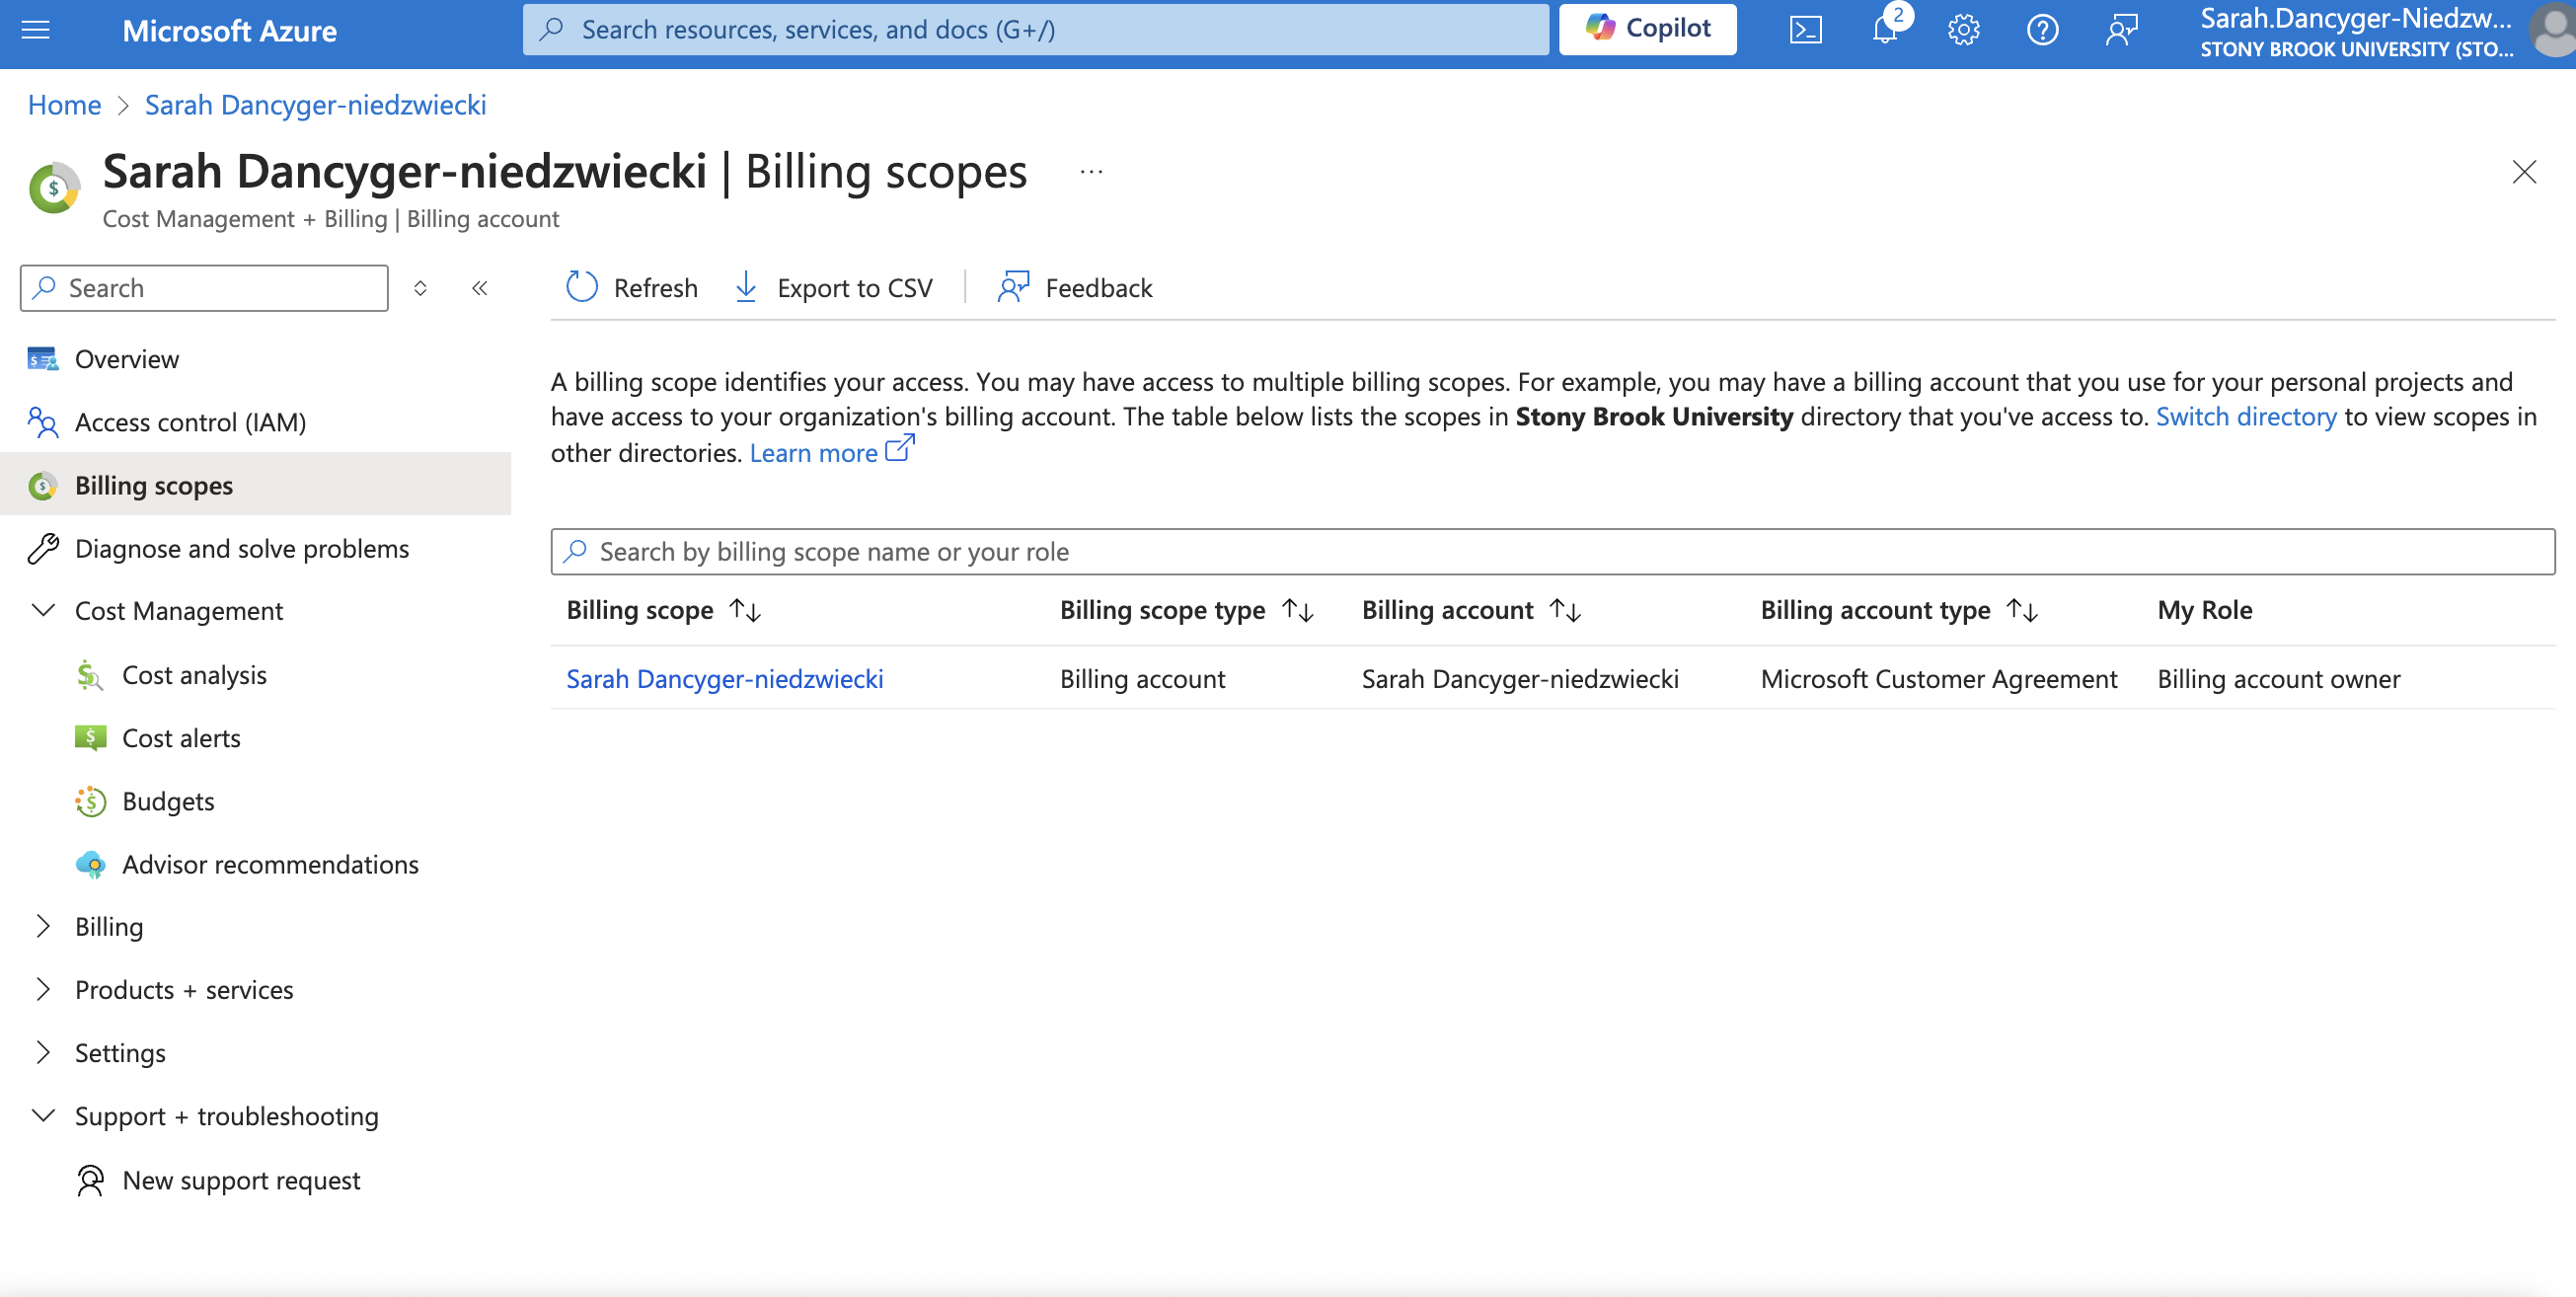 Microsoft Azure
Search resources, services, and docs (G+/)
Copilot
2
Sarah.Dancyger-Niedzw...
STONY BROOK UNIVERSITY (STO...
Home > Sarah Dancyger-niedzwiecki
Sarah Dancyger-niedzwiecki | Billing scopes ...
Cost Management + Billing | Billing account
Search
Overview
Access control (IAM)
Billing scopes
Diagnose and solve problems
Cost Management
Cost analysis
Cost alerts
Budgets
Advisor recommendations
Billing
Products + services
Settings
Support + troubleshooting
New support request
Refresh Export to CSV | Feedback
A billing scope identifies your access. You may have access to multiple billing scopes. For example, you may have a billing account that you use for your personal projects and
have access to your organization's billing account. The table below lists the scopes in Stony Brook University directory that you've access to. Switch directory to view scopes in
other directories. Learn more
Search by billing scope name or your role
Billing scope ↑↓ Billing scope type ↑↓ Billing account ↑↓ Billing account type ↑↓ My Role
Sarah Dancyger-niedzwiecki Billing account Sarah Dancyger-niedzwiecki Microsoft Customer Agreement Billing account owner